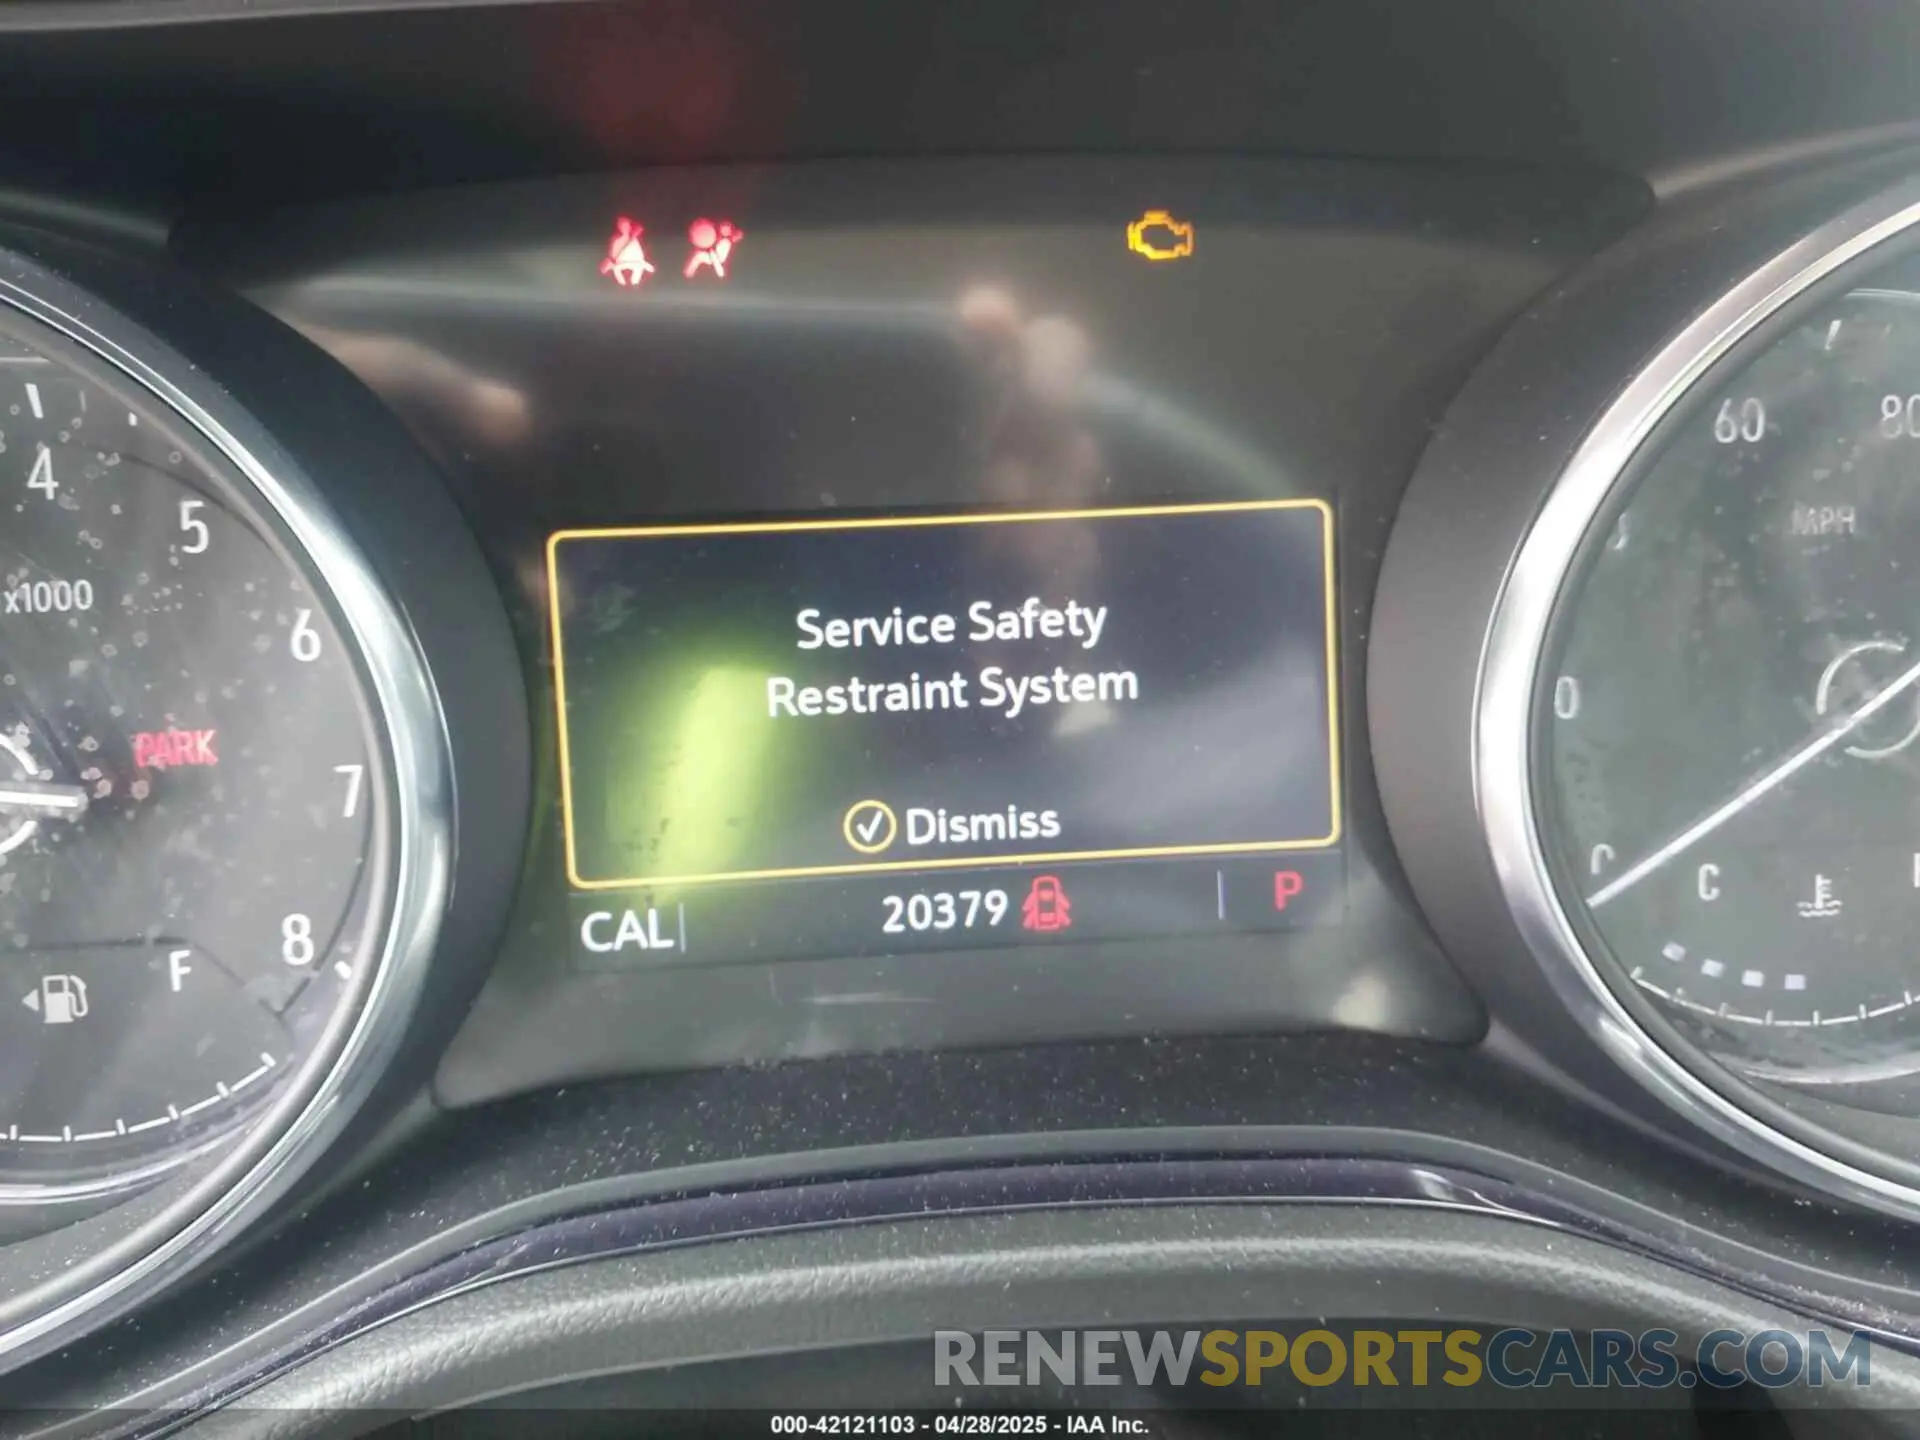 60
80
4
5
MPH
x1000
6
Service Safety
Restraint System
PARK
7
0
Dismiss
C
20379
P
CAL
8
F
RENEWSPORTSCARS.COM
000-42121103 - 04/28/2025 - IAA Inc.